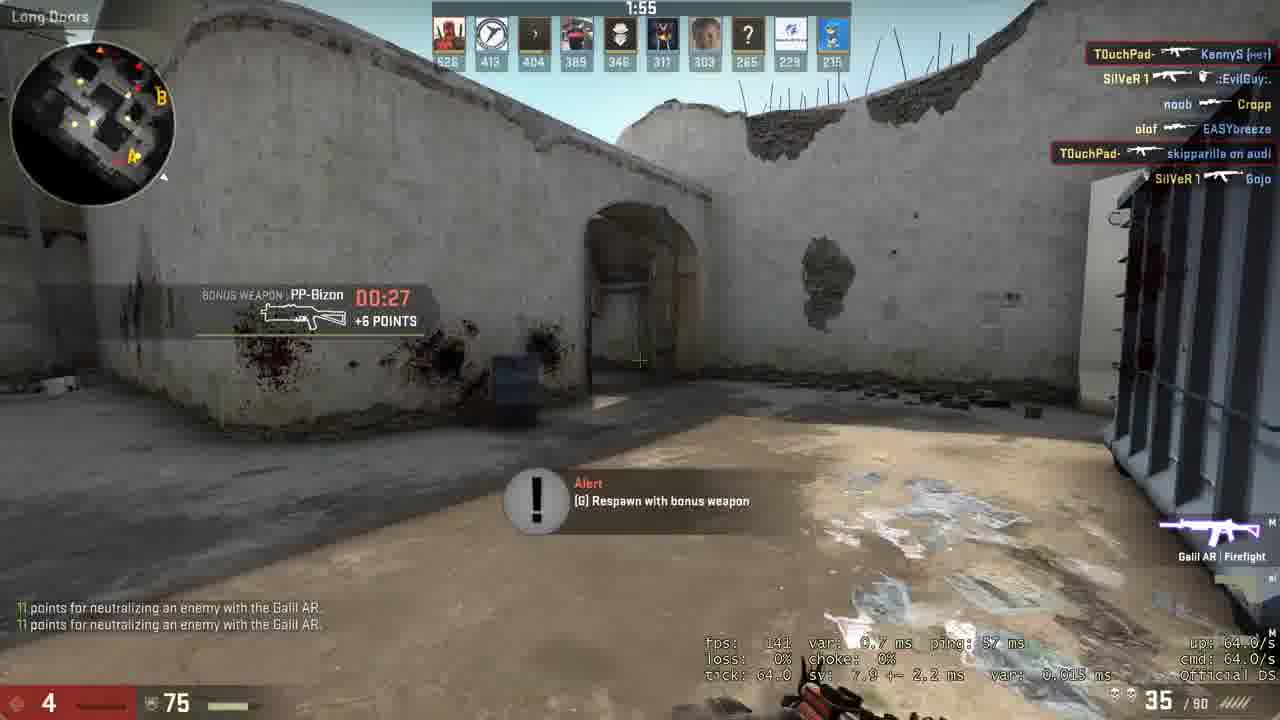 Long Doors
1:55
526 413 404 389 346 311 303 265 229 215
B
A
T0uchPad- KennyS
SilVeR 1 .:EvilGuy:.
noob Crapp
olof EASYbreeze
T0uchPad- skipparilla on audi
SilVeR 1 Gojo
BONUS WEAPON : PP-Bizon 00:27
+6 POINTS
Alert
[G] Respawn with bonus weapon
Galil AR | Firefight
11 points for neutralizing an enemy with the Galil AR.
11 points for neutralizing an enemy with the Galil AR.
fps: 141 var: 0.7 ms ping: 57 ms
loss: 0% choke: 0%
tick: 64.0 sv: 7.9 +- 2.2 ms var: 0.015 ms
up: 64.0/s
cmd: 64.0/s
Official DS
4 75
35 / 90